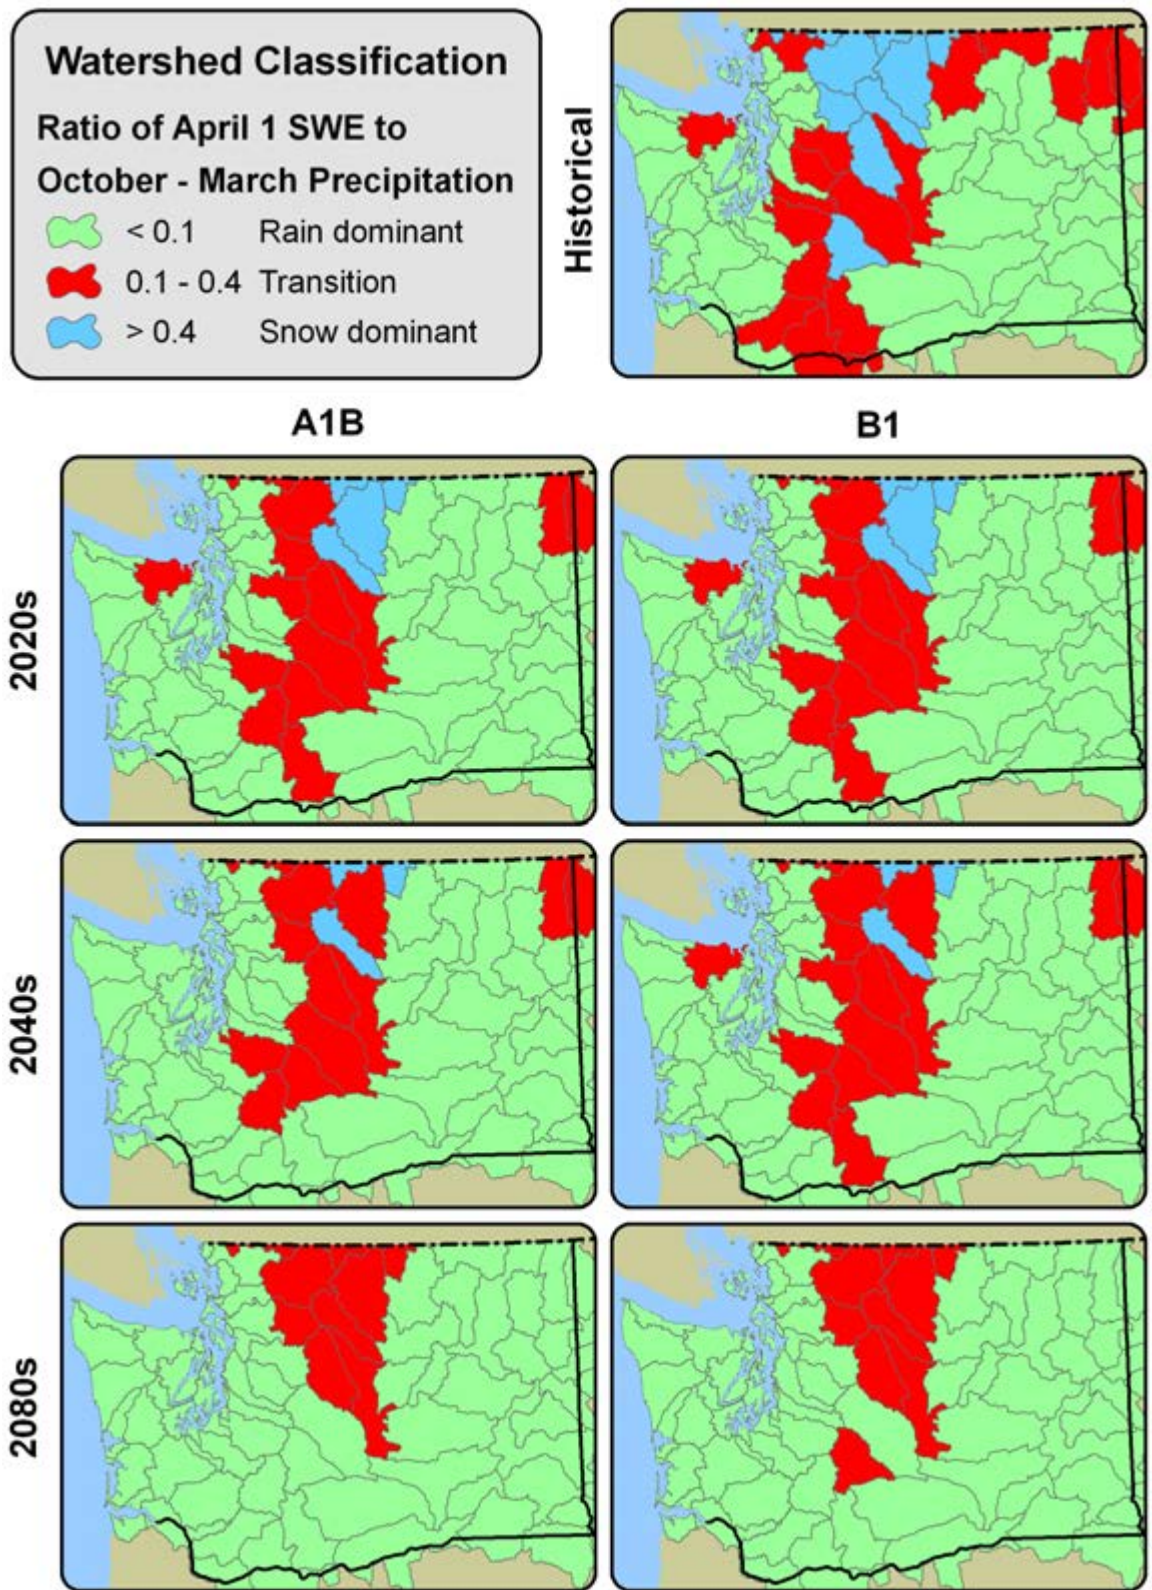 Watershed Classification
Ratio of April 1 SWE to
October - March Precipitation
< 0.1 Rain dominant
0.1 - 0.4 Transition
> 0.4 Snow dominant
Historical
A1B
B1
2020s
2040s
2080s